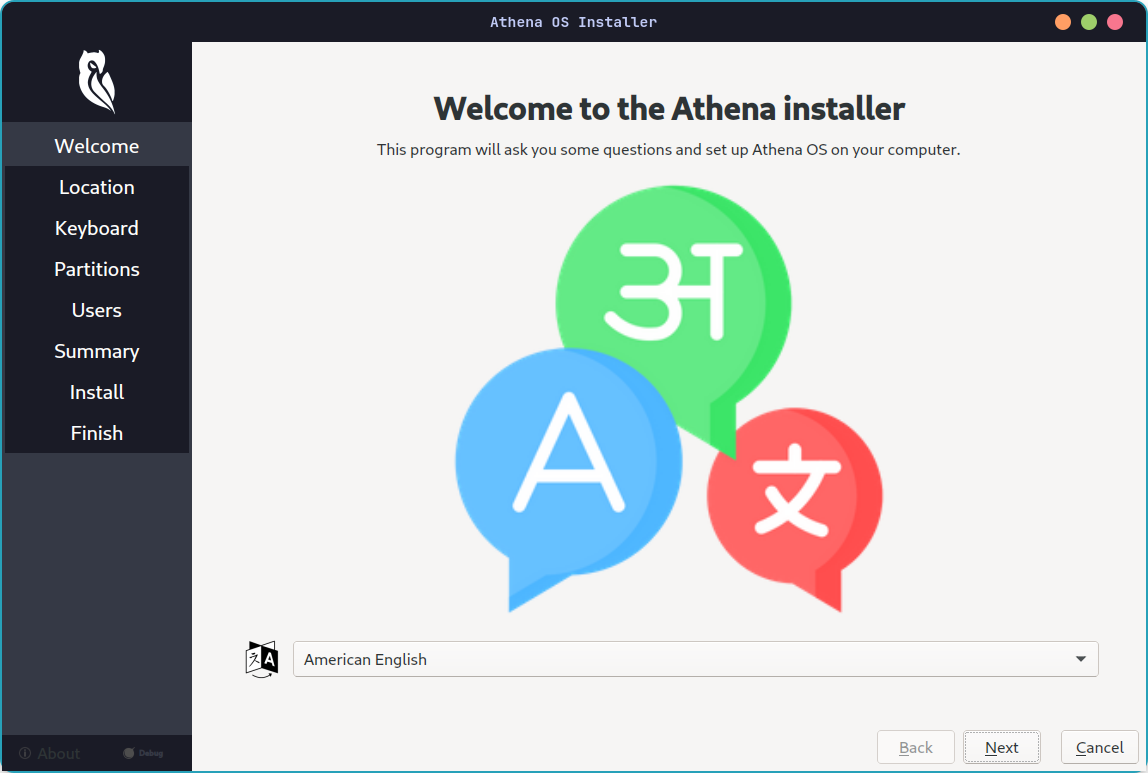 Athena OS Installer
Welcome
Location
Keyboard
Partitions
Users
Summary
Install
Finish
About
Debug
Welcome to the Athena installer
This program will ask you some questions and set up Athena OS on your computer.
अ
A
文
A
American English
Back
Next
Cancel